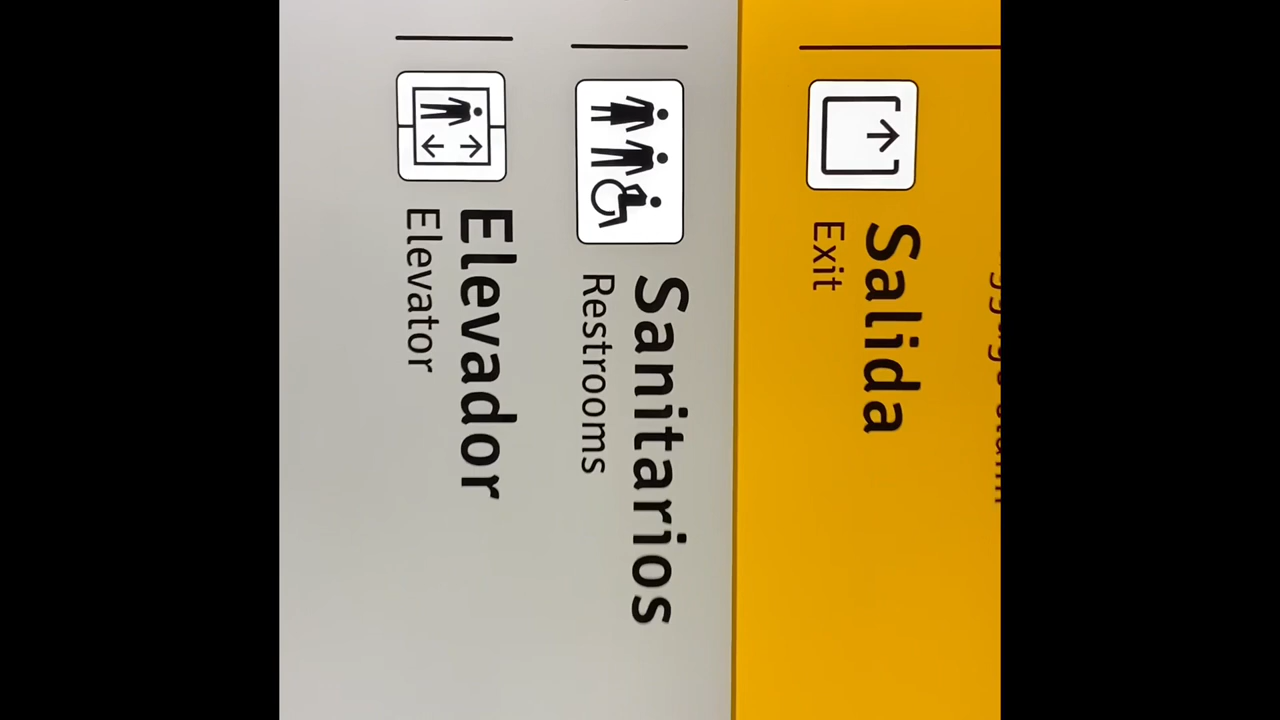 Salida
Exit
Sanitarios
Restrooms
Elevador
Elevator